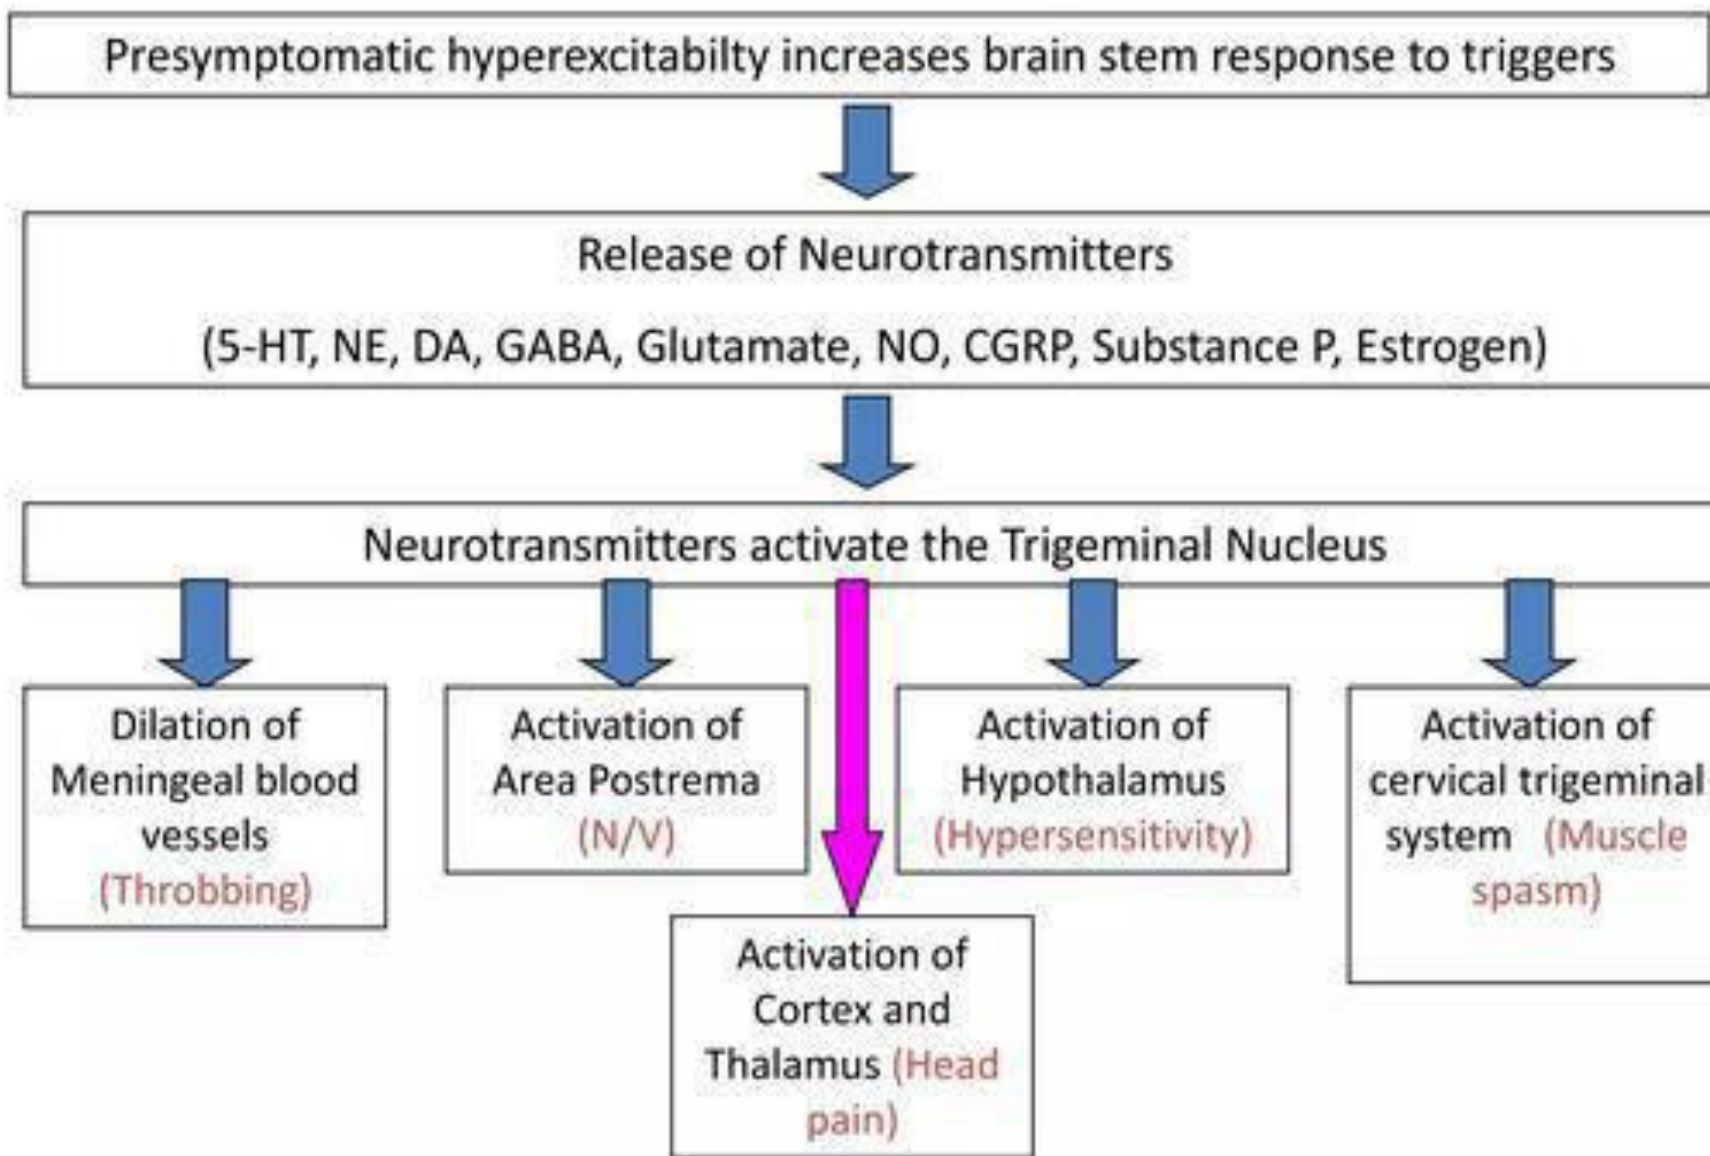 Presymptomatic hyperexcitabilty increases brain stem response to triggers
Release of Neurotransmitters
(5-HT, NE, DA, GABA, Glutamate, NO, CGRP, Substance P, Estrogen)
Neurotransmitters activate the Trigeminal Nucleus
Dilation of
Meningeal blood
vessels
(Throbbing)
Activation of
Area Postrema
(N/V)
Activation of
Hypothalamus
(Hypersensitivity)
Activation of
cervical trigeminal
system (Muscle
spasm)
Activation of
Cortex and
Thalamus (Head
pain)